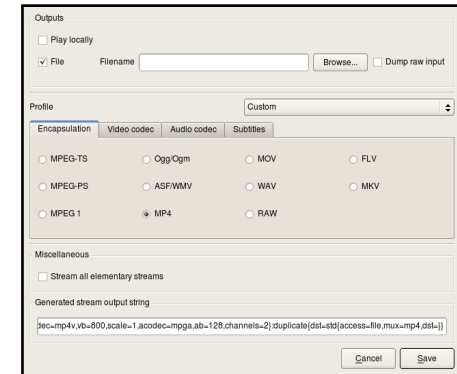 Outputs
Play locally
File Filename Browse... Dump raw input
Profile Custom
Encapsulation Video codec Audio codec Subtitles
MPEG-TS Ogg/Ogm MOV FLV
MPEG-PS ASF/WMV WAV MKV
MPEG 1 MP4 RAW
Miscellaneous
Stream all elementary streams
Generated stream output string
dec=mp4v,vb=800,scale=1,acodec=mpga,ab=128,channels=2}:duplicate{dst=std{access=file,mux=mp4,dst=}}
Cancel Save